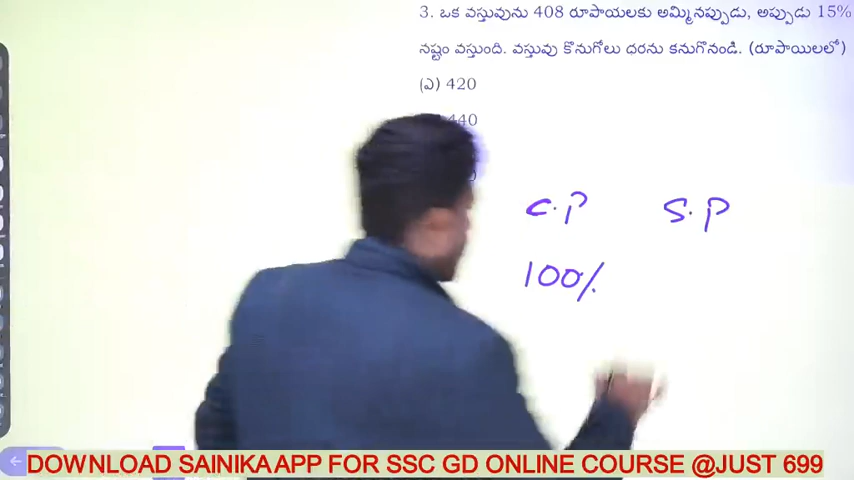 3. ఒక వస్తువును 408 రూపాయలకు అమ్మినప్పుడు, అప్పుడు 15%
నష్టం వస్తుంది. వస్తువు కొనుగోలు ధరను కనుగొనండి. (రూపాయిలలో)
(ఎ) 420
440
C.P S.P
100%
DOWNLOAD SAINIKA APP FOR SSC GD ONLINE COURSE @JUST 699